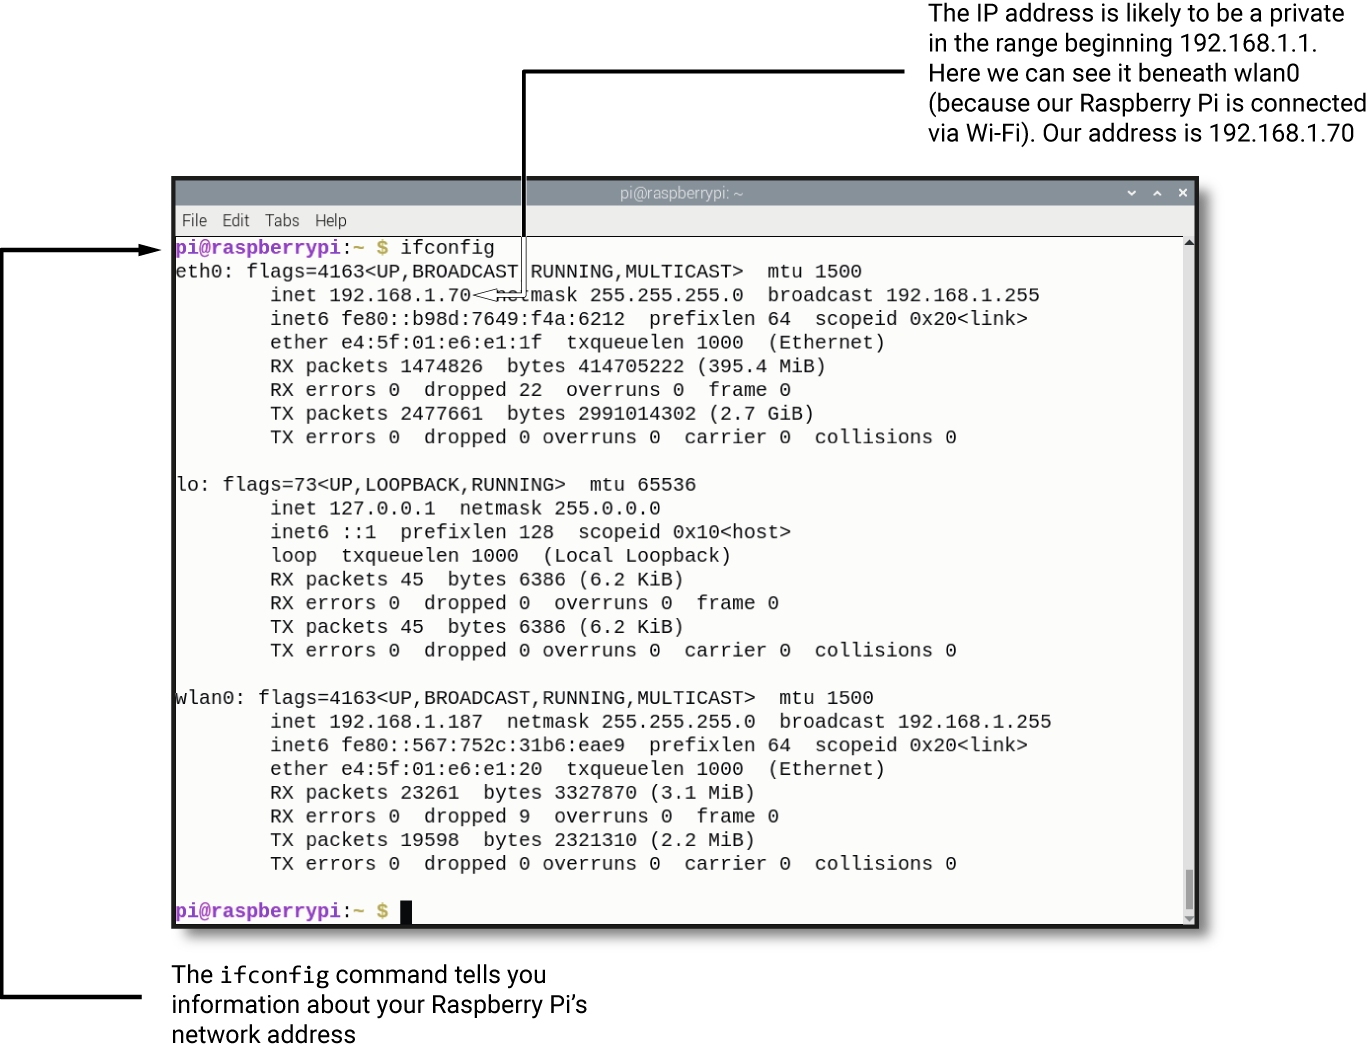 The IP address is likely to be a private
in the range beginning 192.168.1.1.
Here we can see it beneath wlan0
(because our Raspberry Pi is connected
via Wi-Fi). Our address is 192.168.1.70
pi@raspberrypi: ~
File Edit Tabs Help
pi@raspberrypi:~ $ ifconfig
eth0: flags=4163<UP,BROADCAST,RUNNING,MULTICAST>  mtu 1500
inet 192.168.1.70  netmask 255.255.255.0  broadcast 192.168.1.255
inet6 fe80::b98d:7649:f4a:6212  prefixlen 64  scopeid 0x20<link>
ether e4:5f:01:e6:e1:1f  txqueuelen 1000  (Ethernet)
RX packets 1474826  bytes 414705222 (395.4 MiB)
RX errors 0  dropped 22  overruns 0  frame 0
TX packets 2477661  bytes 2991014302 (2.7 GiB)
TX errors 0  dropped 0 overruns 0  carrier 0  collisions 0
lo: flags=73<UP,LOOPBACK,RUNNING>  mtu 65536
inet 127.0.0.1  netmask 255.0.0.0
inet6 ::1  prefixlen 128  scopeid 0x10<host>
loop  txqueuelen 1000  (Local Loopback)
RX packets 45  bytes 6386 (6.2 KiB)
RX errors 0  dropped 0  overruns 0  frame 0
TX packets 45  bytes 6386 (6.2 KiB)
TX errors 0  dropped 0 overruns 0  carrier 0  collisions 0
wlan0: flags=4163<UP,BROADCAST,RUNNING,MULTICAST>  mtu 1500
inet 192.168.1.187  netmask 255.255.255.0  broadcast 192.168.1.255
inet6 fe80::567:752c:31b6:eae9  prefixlen 64  scopeid 0x20<link>
ether e4:5f:01:e6:e1:20  txqueuelen 1000  (Ethernet)
RX packets 23261  bytes 3327870 (3.1 MiB)
RX errors 0  dropped 9  overruns 0  frame 0
TX packets 19598  bytes 2321310 (2.2 MiB)
TX errors 0  dropped 0 overruns 0  carrier 0  collisions 0
pi@raspberrypi:~ $
The ifconfig command tells you
information about your Raspberry Pi’s
network address